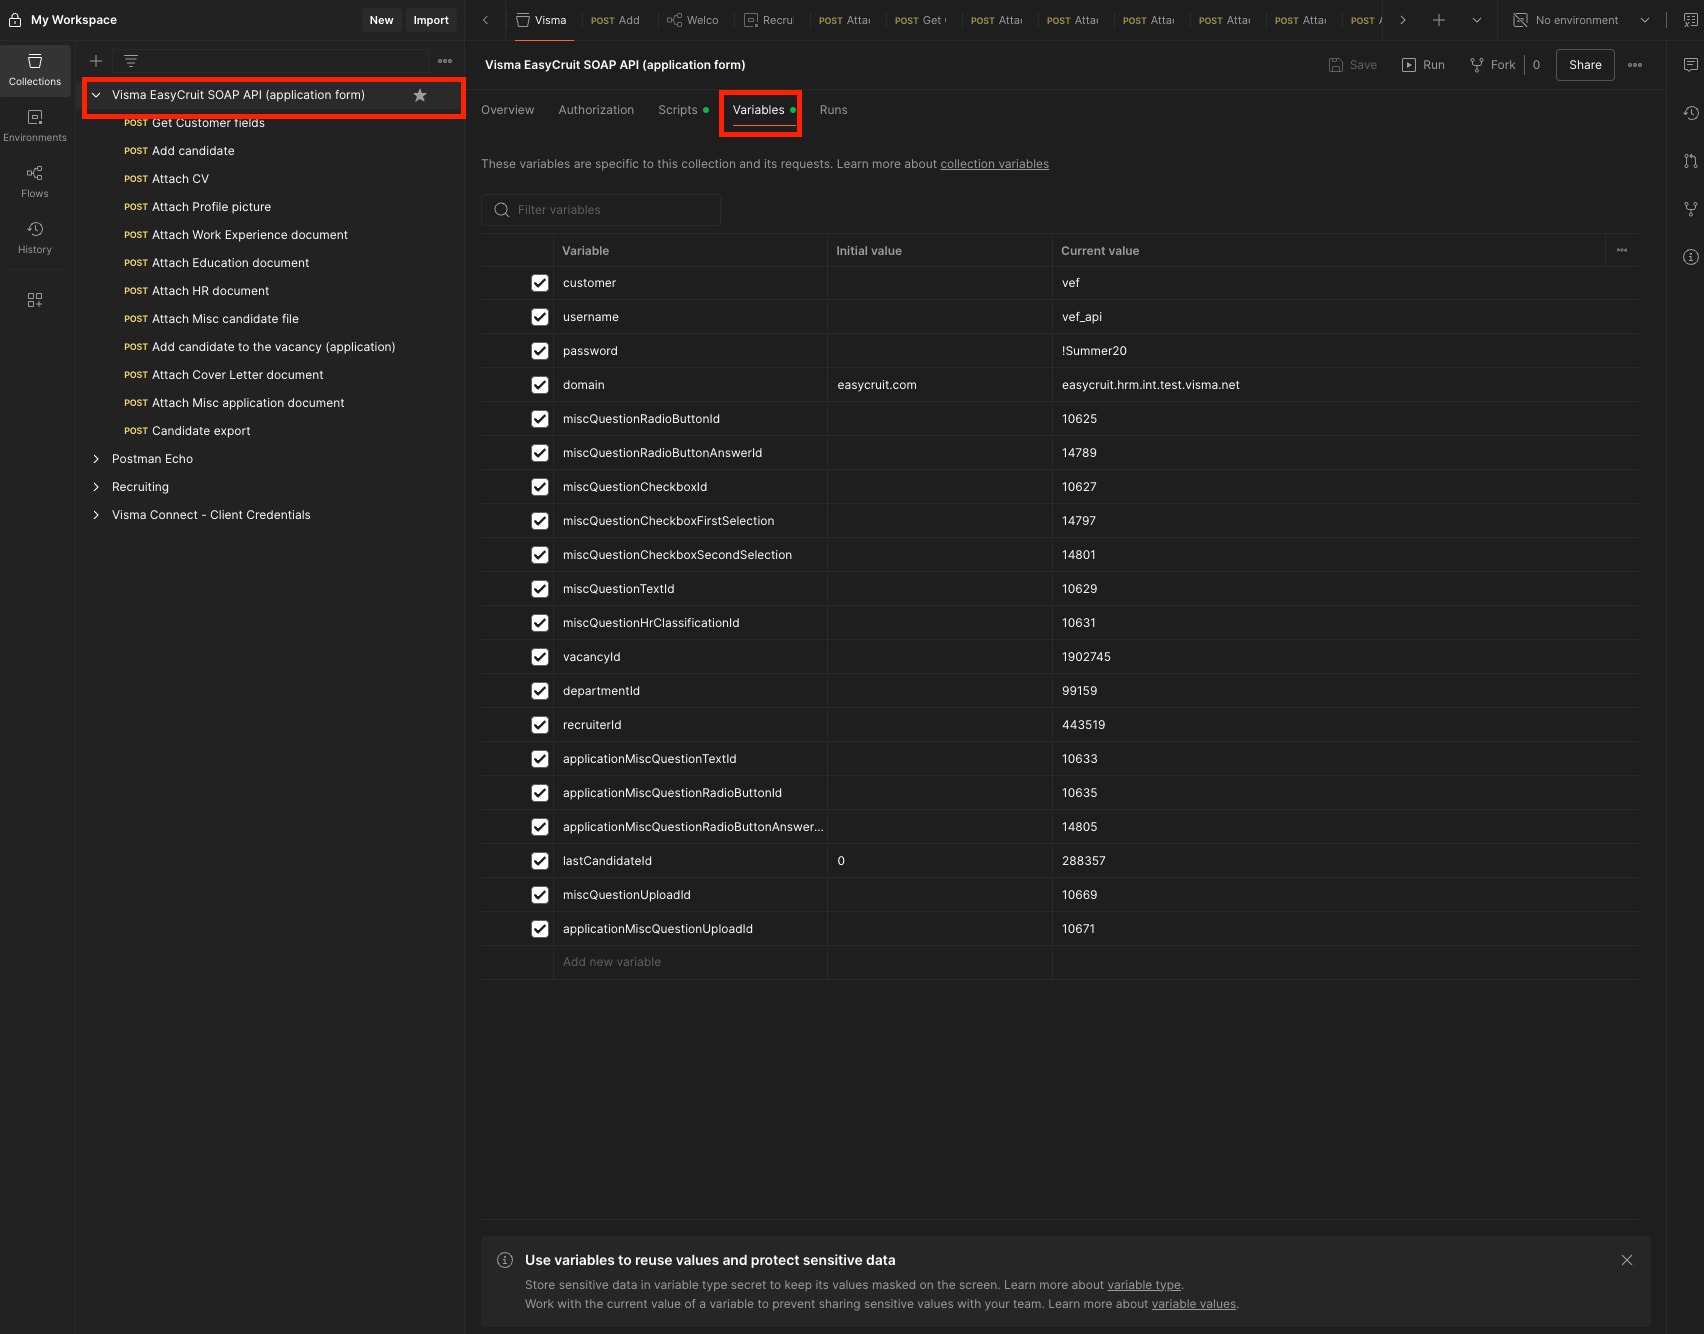 My Workspace
New
Import
Visma
POST Add
Welco
Recru
POST Atta
POST Get
POST Atta
POST Atta
POST Atta
POST Atta
POST Atta
POST
No environment
Collections
Environments
Flows
History
Visma EasyCruit SOAP API (application form)
POST Get Customer fields
POST Add candidate
POST Attach CV
POST Attach Profile picture
POST Attach Work Experience document
POST Attach Education document
POST Attach HR document
POST Attach Misc candidate file
POST Add candidate to the vacancy (application)
POST Attach Cover Letter document
POST Attach Misc application document
POST Candidate export
Postman Echo
Recruiting
Visma Connect - Client Credentials
Visma EasyCruit SOAP API (application form)
Save
Run
Fork
0
Share
Overview
Authorization
Scripts
Variables
Runs
These variables are specific to this collection and its requests. Learn more about collection variables
Filter variables
Variable Initial value Current value
customer vef
username vef_api
password !Summer20
domain easycruit.com easycruit.hrm.int.test.visma.net
miscQuestionRadioButtonId 10625
miscQuestionRadioButtonAnswerId 14789
miscQuestionCheckboxId 10627
miscQuestionCheckboxFirstSelection 14797
miscQuestionCheckboxSecondSelection 14801
miscQuestionTextId 10629
miscQuestionHrClassificationId 10631
vacancyId 1902745
departmentId 99159
recruiterId 443519
applicationMiscQuestionTextId 10633
applicationMiscQuestionRadioButtonId 10635
applicationMiscQuestionRadioButtonAnswer... 14805
lastCandidateId 0 288357
miscQuestionUploadId 10669
applicationMiscQuestionUploadId 10671
Add new variable
Use variables to reuse values and protect sensitive data
Store sensitive data in variable type secret to keep its values masked on the screen. Learn more about variable type.
Work with the current value of a variable to prevent sharing sensitive values with your team. Learn more about variable values.